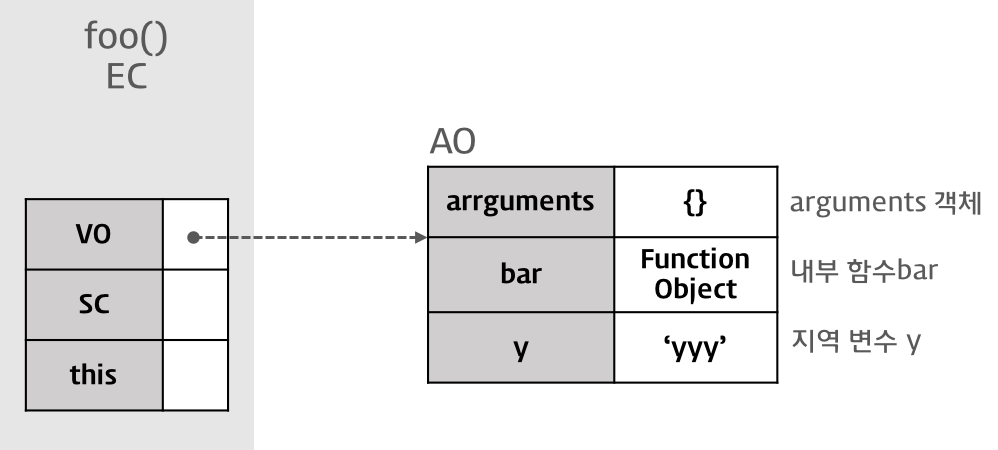 foo()
EC
VO
SC
this
AO
arrguments
{}
arguments 객체
bar
Function
Object
내부 함수bar
y
‘yyy’
지역 변수 y